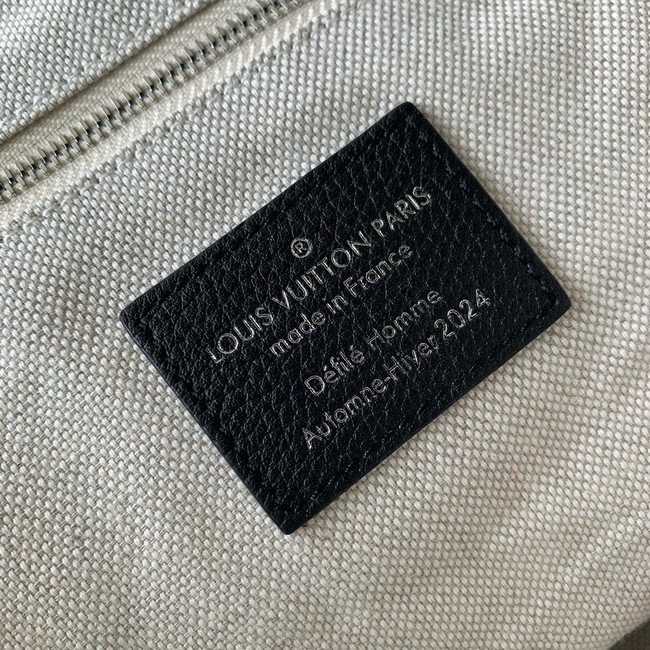 ®
LOUIS VUITTON PARIS
made in France
Défilé Homme
Automne-Hiver 2024